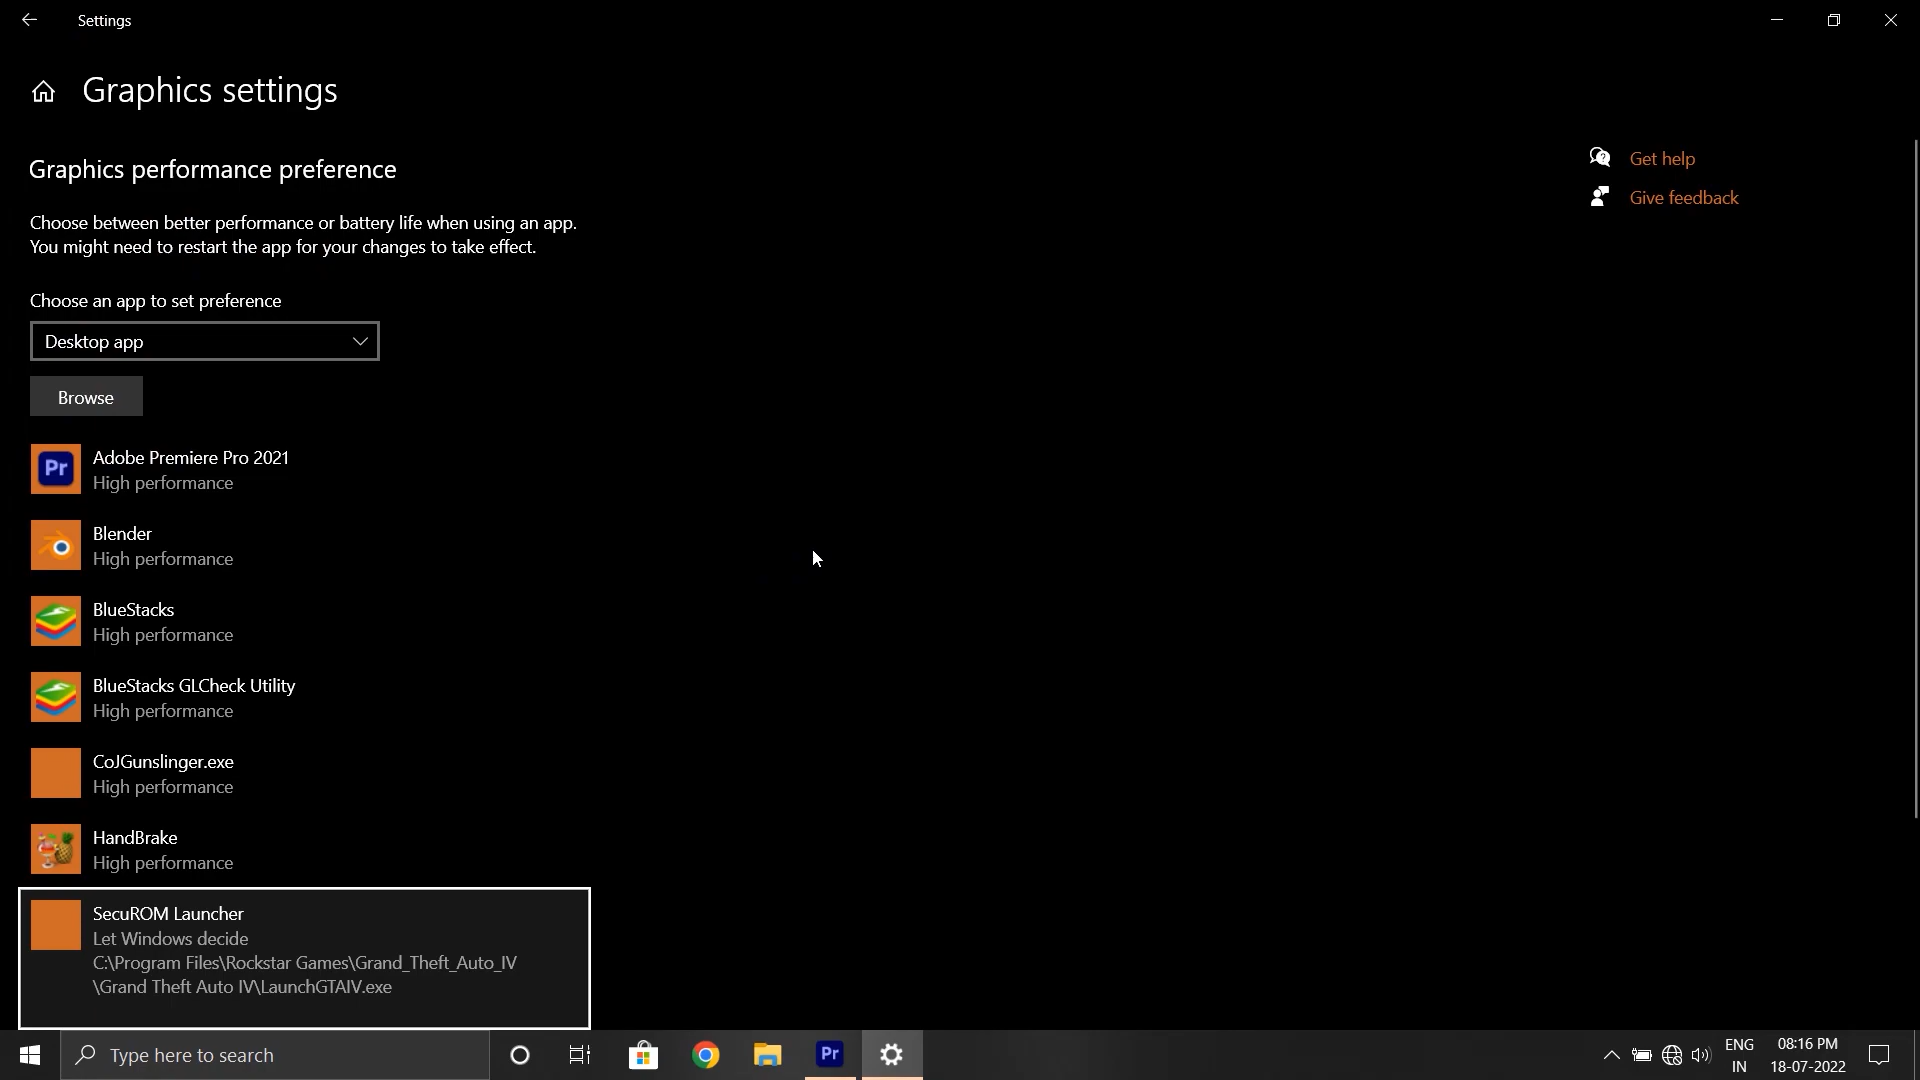 Settings
Graphics settings
Graphics performance preference
Get help
Give feedback
Choose between better performance or battery life when using an app.
You might need to restart the app for your changes to take effect.
Choose an app to set preference
Desktop app
Browse
Pr
Adobe Premiere Pro 2021
High performance
Blender
High performance
BlueStacks
High performance
BlueStacks GLCheck Utility
High performance
CoJGunslinger.exe
High performance
HandBrake
High performance
SecuROM Launcher
Let Windows decide
C:\Program Files\Rockstar Games\Grand_Theft_Auto_IV
\Grand Theft Auto IV\LaunchGTAIV.exe
Type here to search
Pr
ENG
IN
08:16 PM
18-07-2022